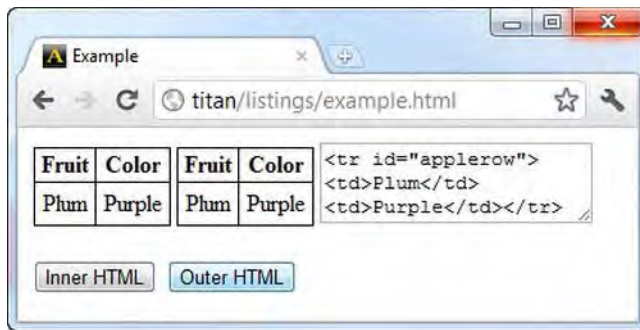 Example
titan/listings/example.html
Fruit Color Fruit Color <tr id="applerow">
<td>Plum</td>
Plum Purple Plum Purple <td>Purple</td></tr>
Inner HTML Outer HTML